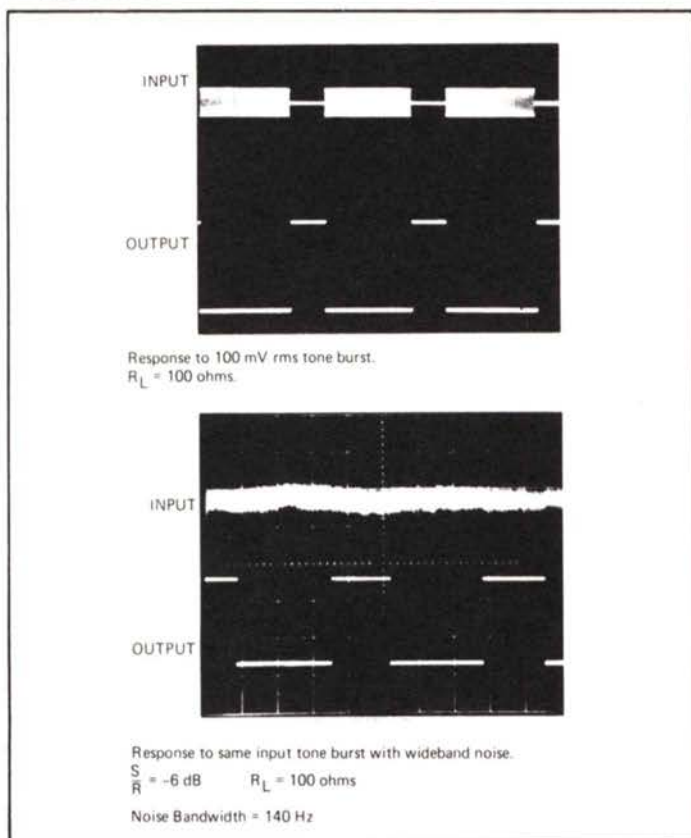 INPUT
OUTPUT
Response to 100 mV rms tone burst.
R_L = 100 ohms.
INPUT
OUTPUT
Response to same input tone burst with wideband noise.
S/R = –6 dB R_L = 100 ohms
Noise Bandwidth = 140 Hz